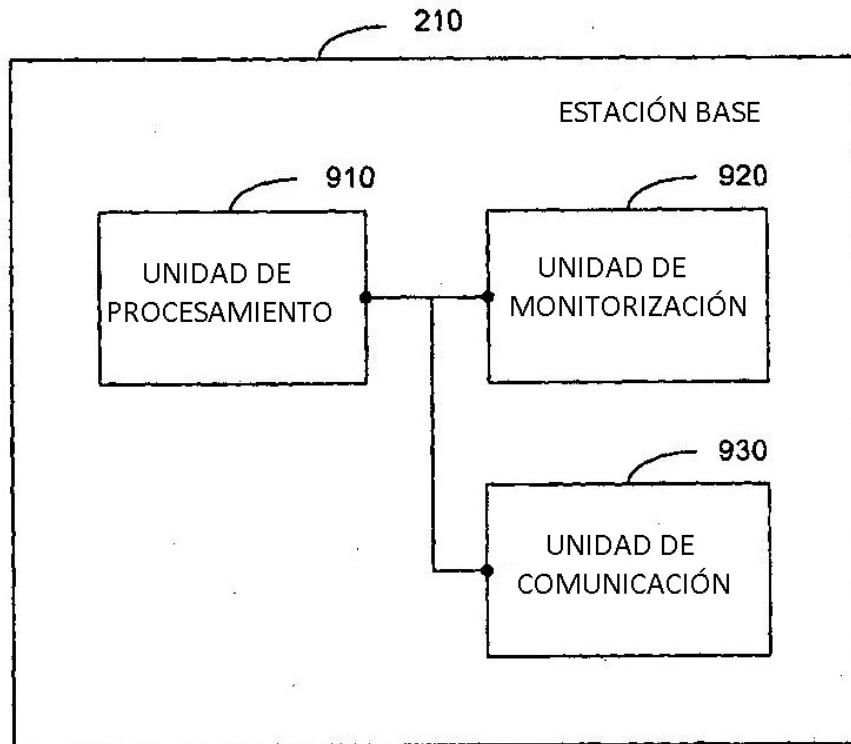 210
ESTACIÓN BASE
910
920
UNIDAD DE
PROCESAMIENTO
UNIDAD DE
MONITORIZACIÓN
930
UNIDAD DE
COMUNICACIÓN